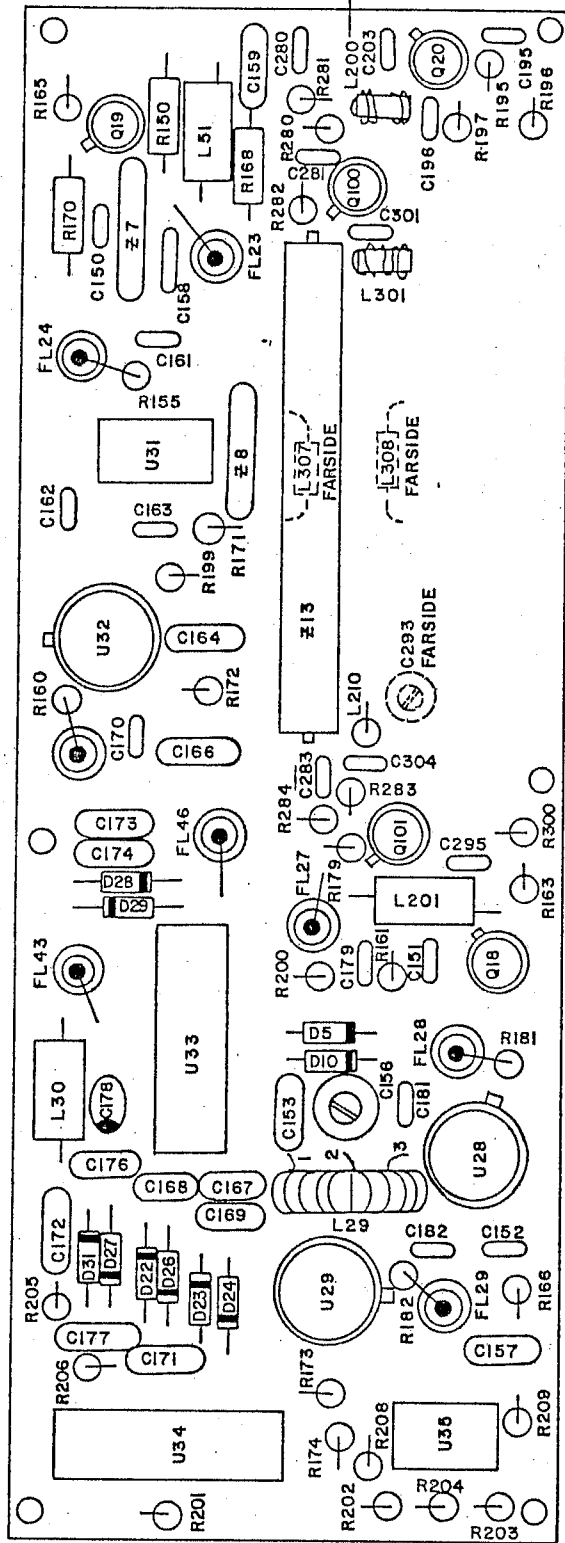 C280
L200
C203
Q20
C195
R165
C159
R281
R195
R196
Q19
R150
L51
R168
R280
C196
R197
C281
Q100
R170
C150
Z7
C158
FL23
R282
C301
L301
FL24
C161
R155
U31
Z8
L307
FARSIDE
L308
FARSIDE
C162
C163
R171
R199
U32
C164
Z13
C293
FARSIDE
R160
R172
L210
C170
C166
C283
C304
R284
R283
C173
C174
FL46
Q101
R300
D28
D29
FL27
R179
C295
L201
R163
FL43
R200
C179
R161
C151
Q18
U33
D5
D10
FL28
R181
L30
C178
C153
C156
C181
U28
C176
1
2
3
C168
C167
C169
L29
C172
D31
D27
D22
D26
D23
D24
U29
C182
C152
R205
R182
FL29
R166
C177
R206
C171
R173
C157
U34
R174
R208
U35
R209
R201
R202
R204
R203